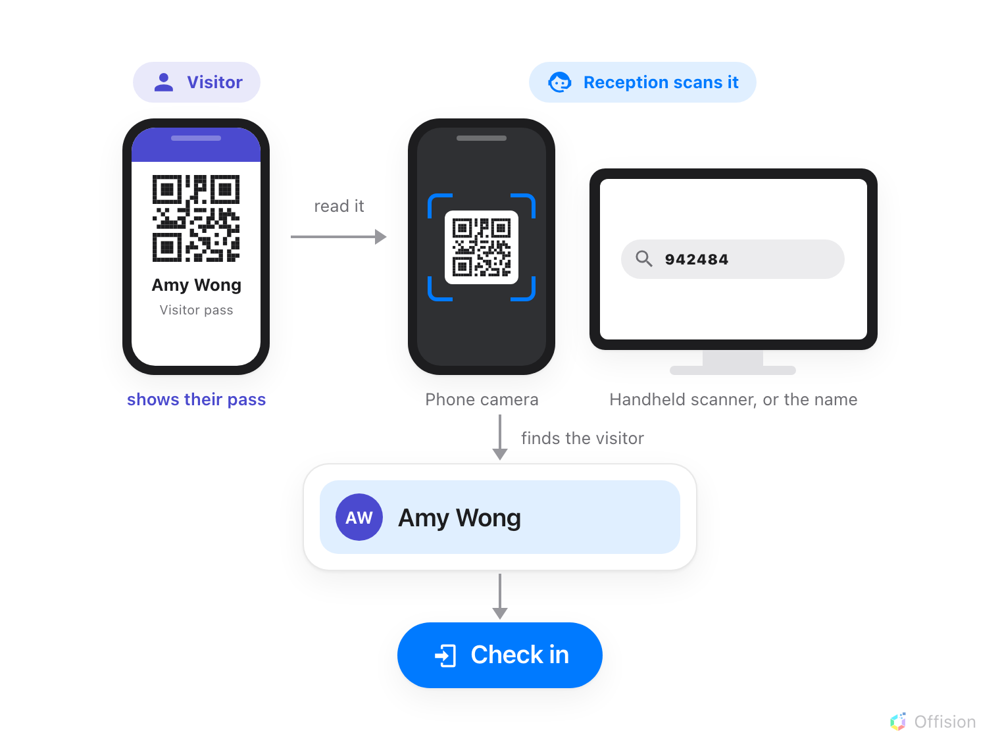 Visitor
Reception scans it
read it
942484
Amy Wong
Visitor pass
shows their pass
Phone camera
Handheld scanner, or the name
finds the visitor
AW
Amy Wong
Check in
Offision